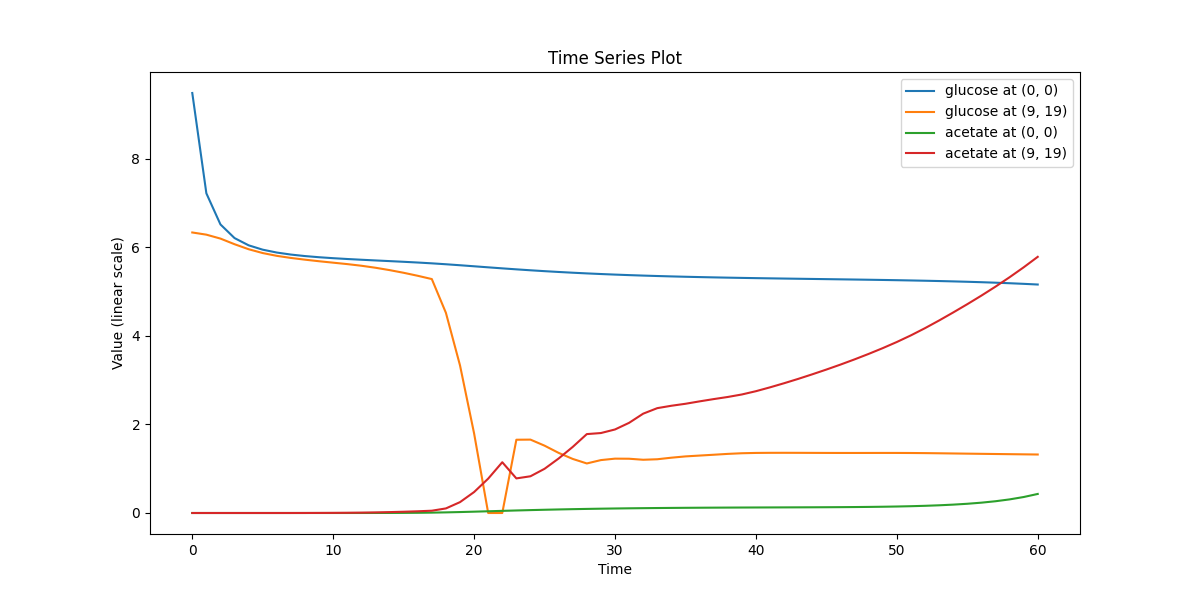 Time Series Plot
glucose at (0, 0)
glucose at (9, 19)
acetate at (0, 0)
acetate at (9, 19)
Value (linear scale)
8
6
4
2
0
0 10 20 30 40 50 60
Time